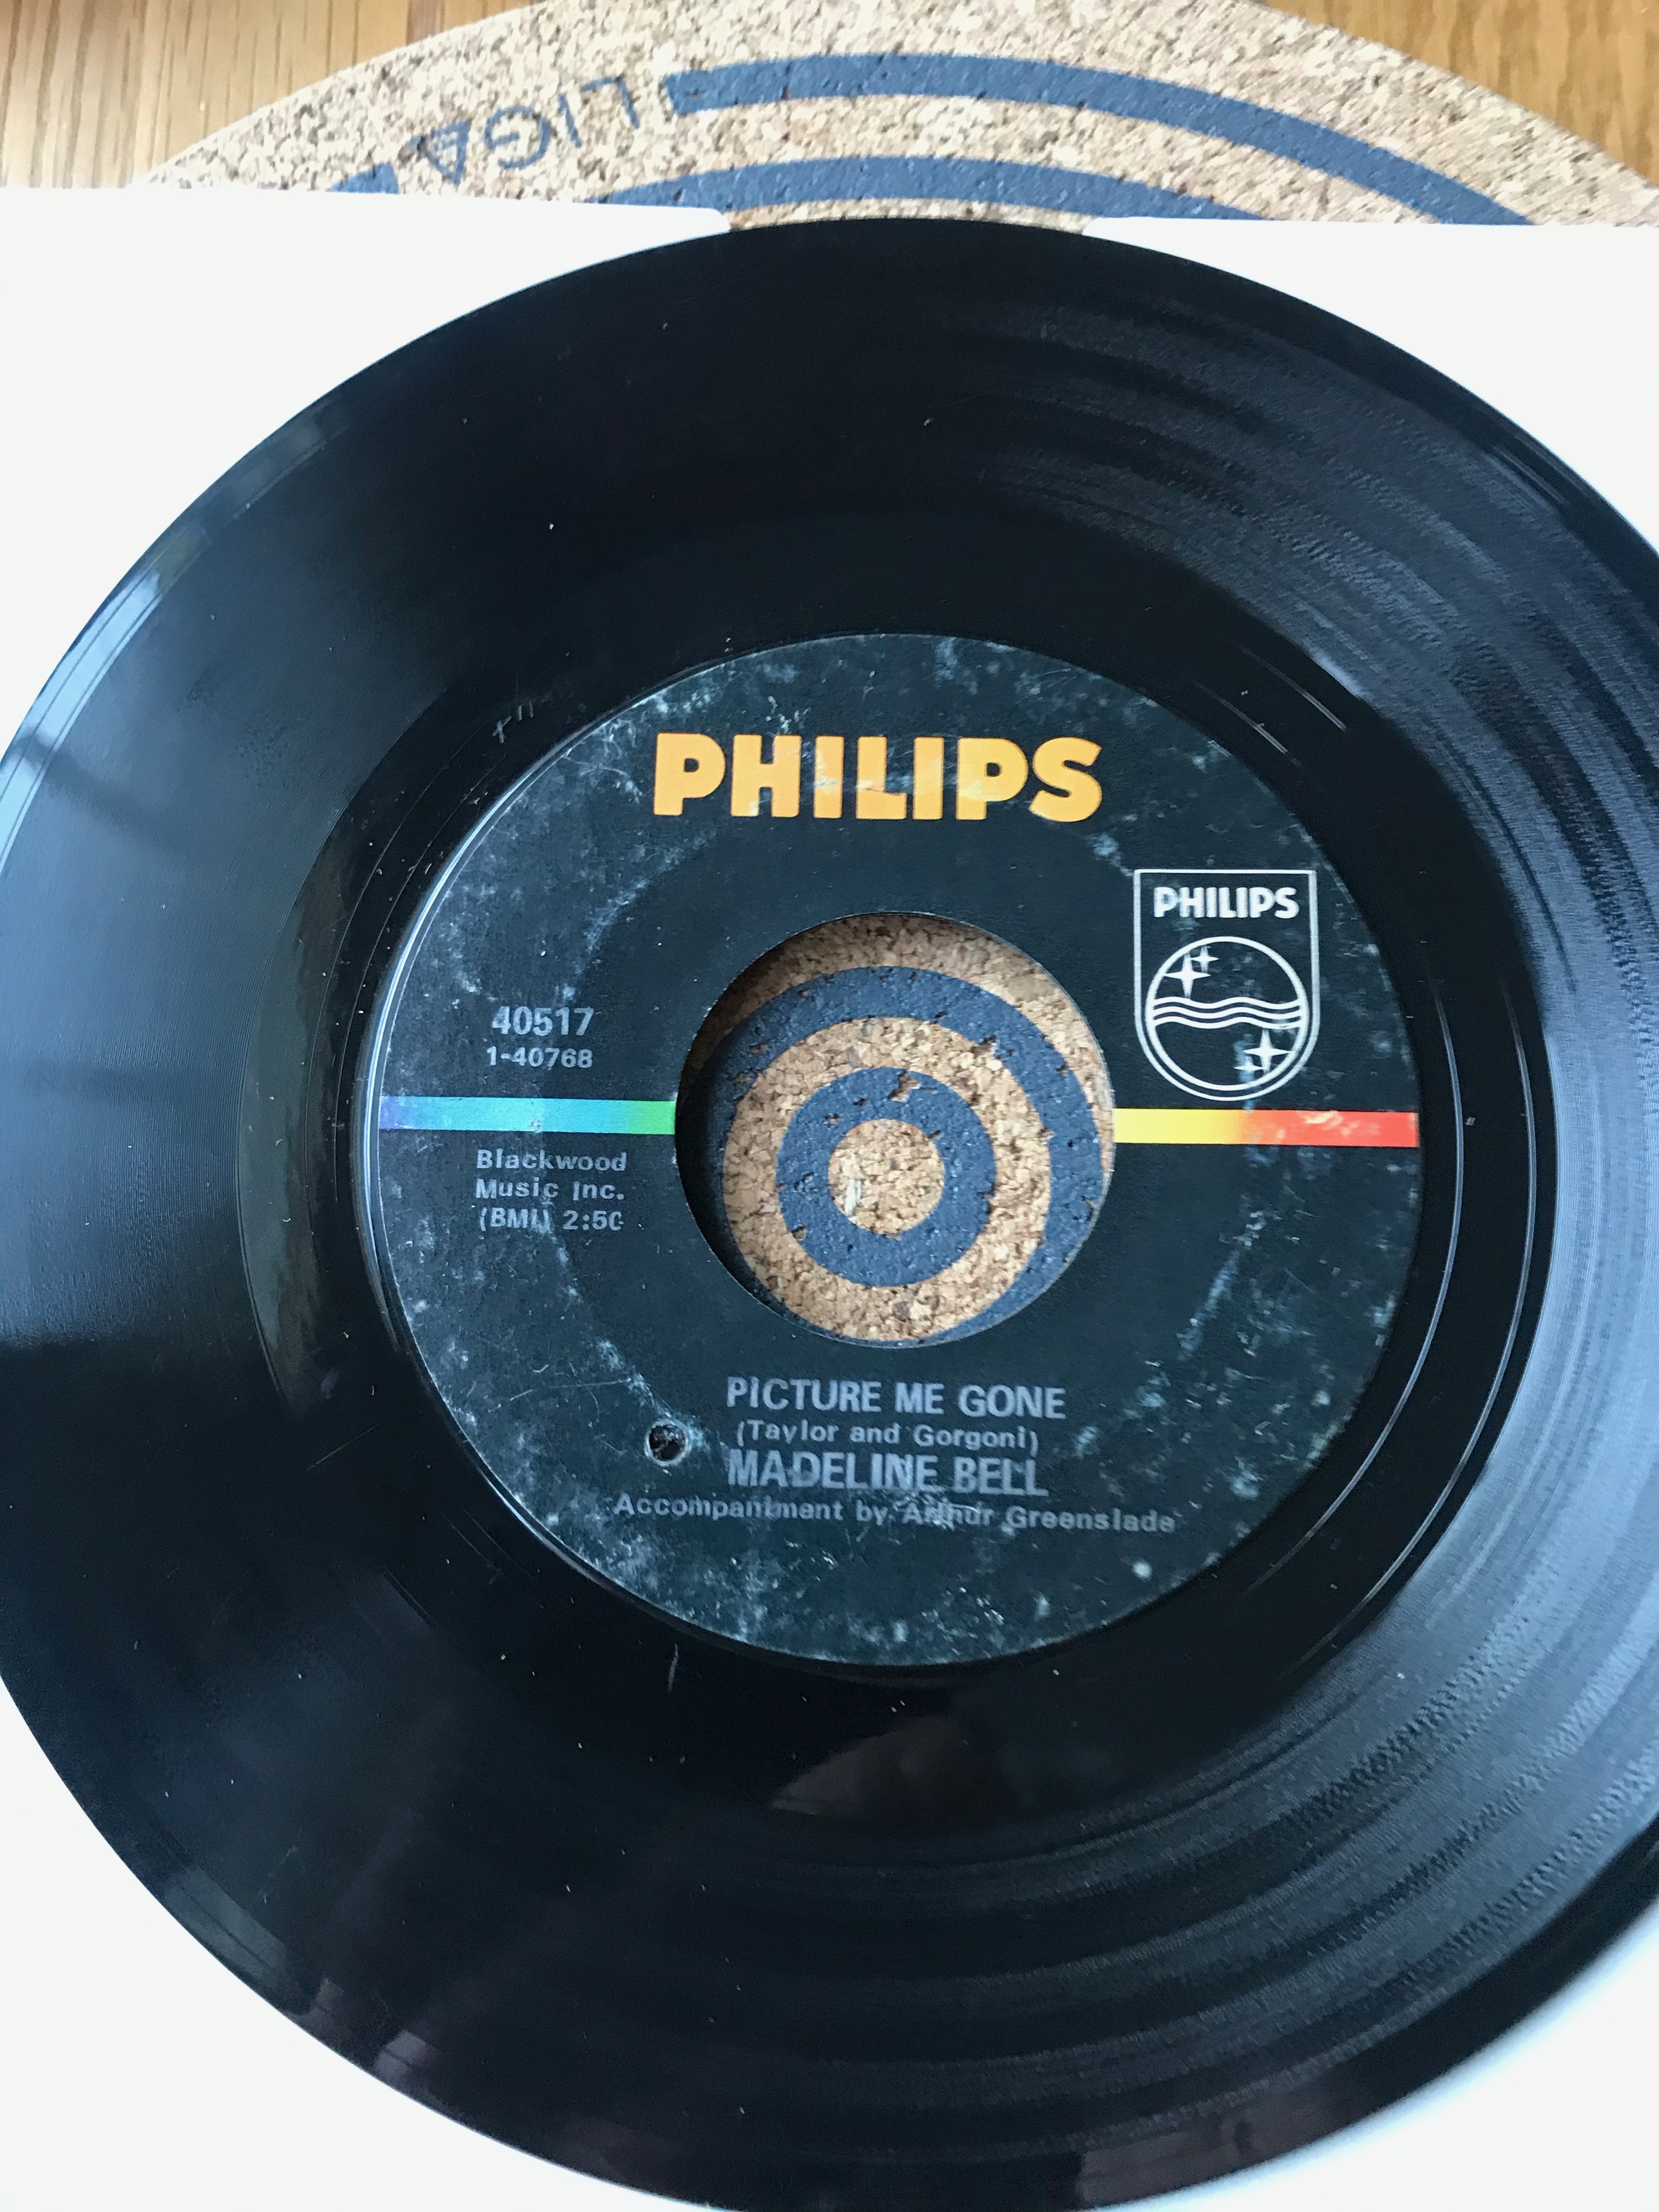 PHILIPS
PHILIPS
40517
1-40768
Blackwood
Music Inc.
(BMI) 2:50
PICTURE ME GONE
(Taylor and Gorgoni)
MADELINE BELL
Accompaniment by Arthur Greenslade